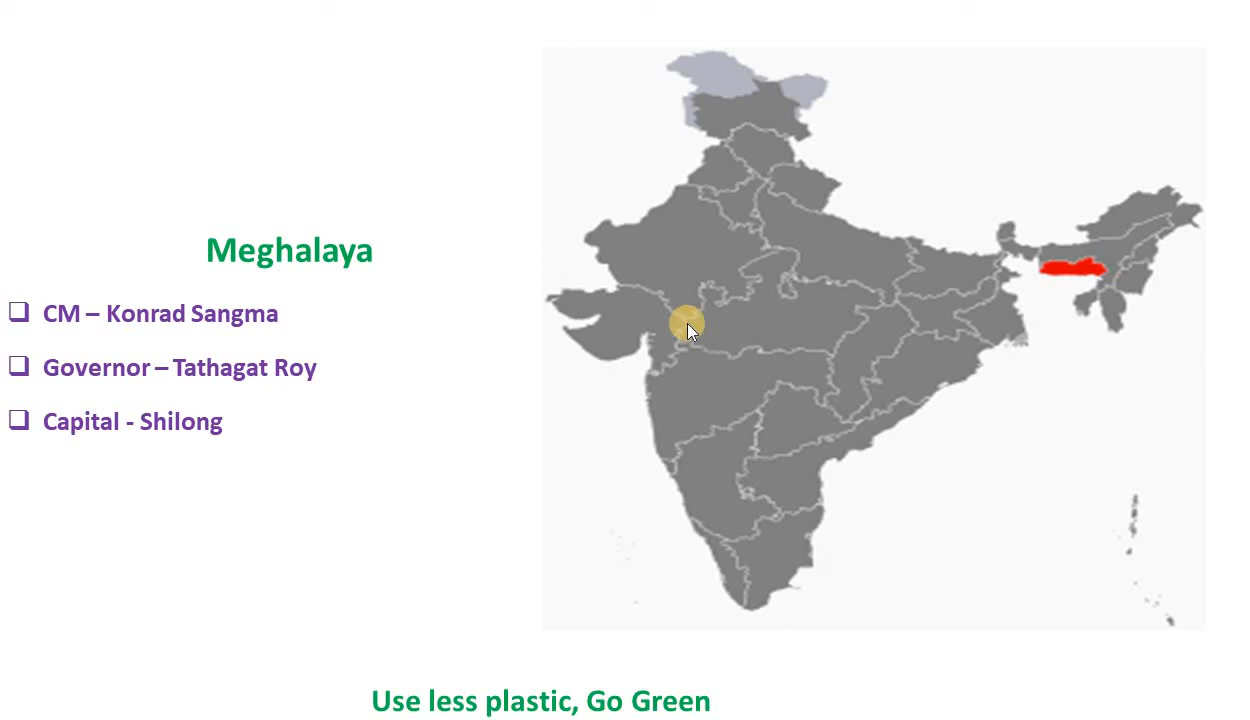 Meghalaya
CM – Konrad Sangma
Governor – Tathagat Roy
Capital - Shilong
Use less plastic, Go Green